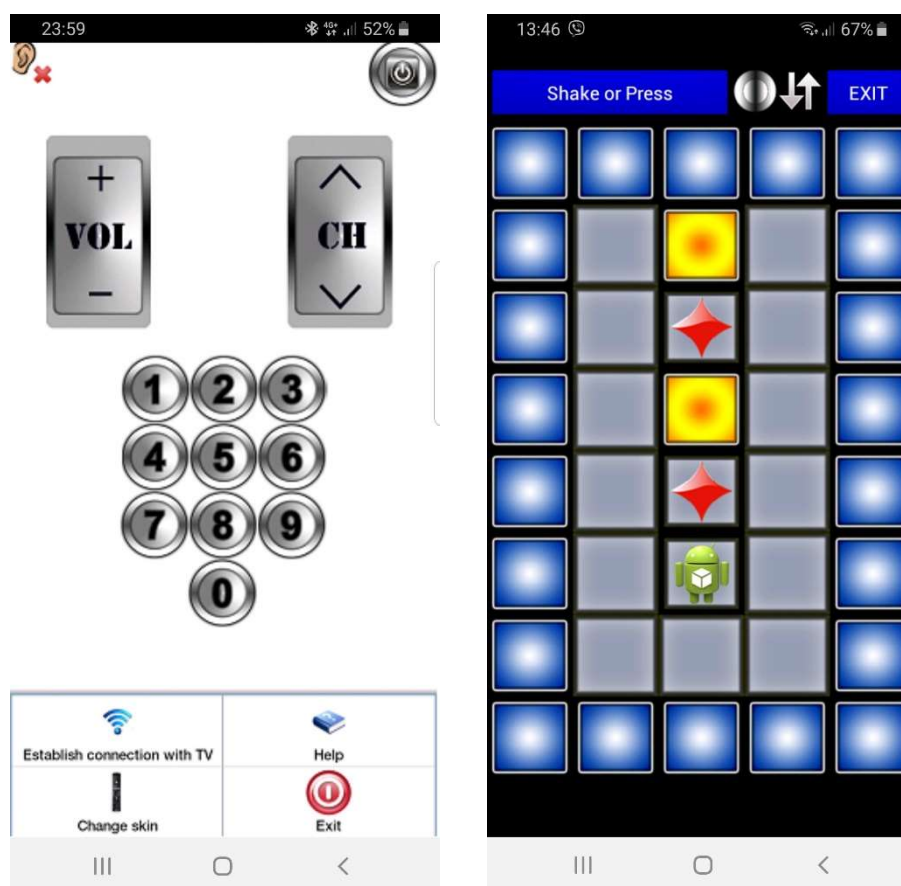 23:59 4G+ 52%
+ 
VOL
−
CH
1 2 3
4 5 6
7 8 9
0
Establish connection with TV
Help
Change skin
Exit
13:46 67%
Shake or Press
EXIT